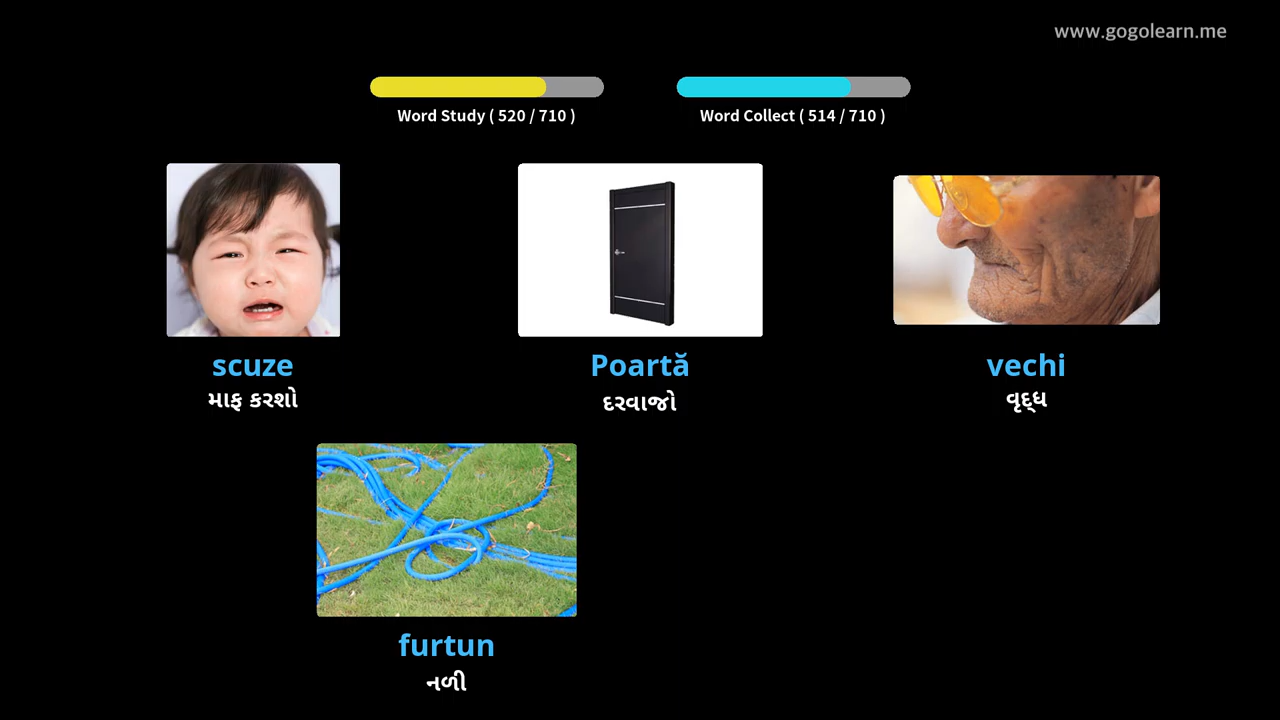 www.gogolearn.me
Word Study ( 520 / 710 )
Word Collect ( 514 / 710 )
scuze
માફ કરશો
Poartă
દરવાજો
vechi
વૃદ્ધ
furtun
નળી